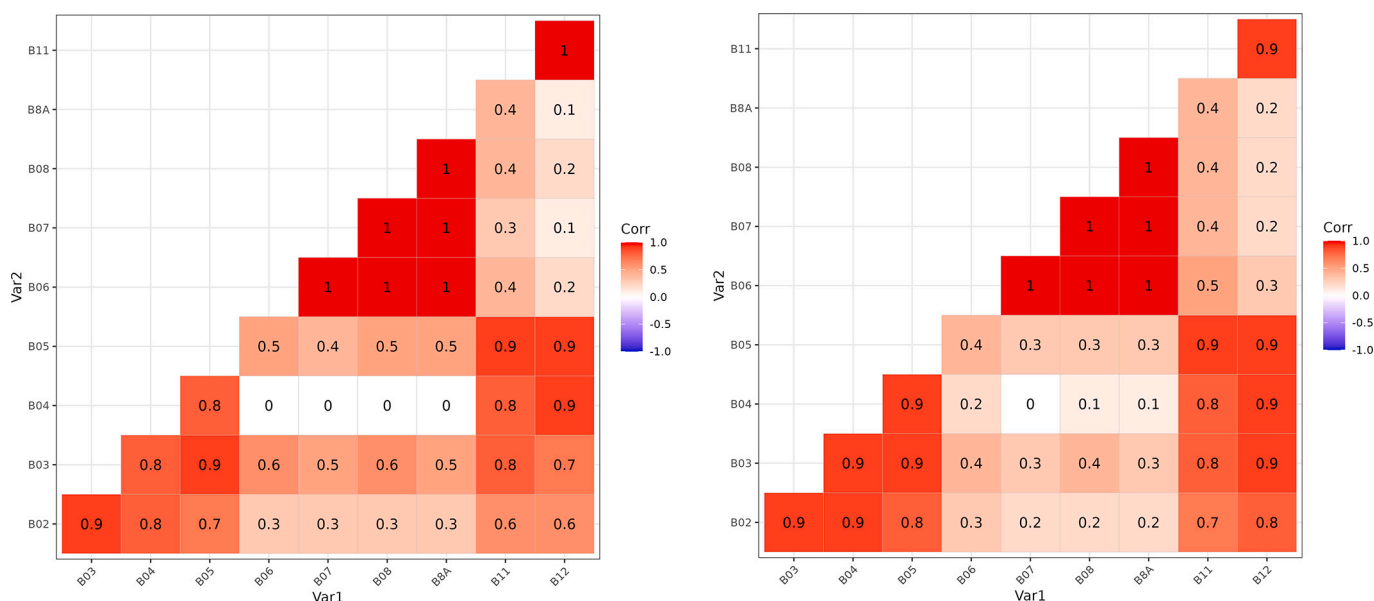 B11 1
B8A 0.4 0.1
B08 1 0.4 0.2
B07 1 1 0.3 0.1
B06 1 1 1 0.4 0.2
B05 0.5 0.4 0.5 0.5 0.9 0.9
B04 0.8 0 0 0 0 0.8 0.9
B03 0.8 0.9 0.6 0.5 0.6 0.5 0.8 0.7
B02 0.9 0.8 0.7 0.3 0.3 0.3 0.3 0.6 0.6
B03 B04 B05 B06 B07 B08 B8A B11 B12
Var1
Var2
Corr
1.0
0.5
0.0
-0.5
-1.0
B11 0.9
B8A 0.4 0.2
B08 1 0.4 0.2
B07 1 1 0.4 0.2
B06 1 1 1 0.5 0.3
B05 0.4 0.3 0.3 0.3 0.9 0.9
B04 0.9 0.2 0 0.1 0.1 0.8 0.9
B03 0.9 0.9 0.4 0.3 0.4 0.3 0.8 0.9
B02 0.9 0.9 0.8 0.3 0.2 0.2 0.2 0.7 0.8
B03 B04 B05 B06 B07 B08 B8A B11 B12
Var1
Var2
Corr
1.0
0.5
0.0
-0.5
-1.0